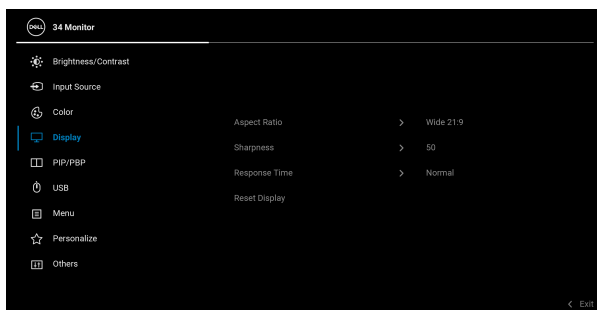 DELL 34 Monitor
Brightness/Contrast
Input Source
Color
Aspect Ratio Wide 21:9
Display
Sharpness 50
PIP/PBP
Response Time Normal
USB
Reset Display
Menu
Personalize
Others
Exit